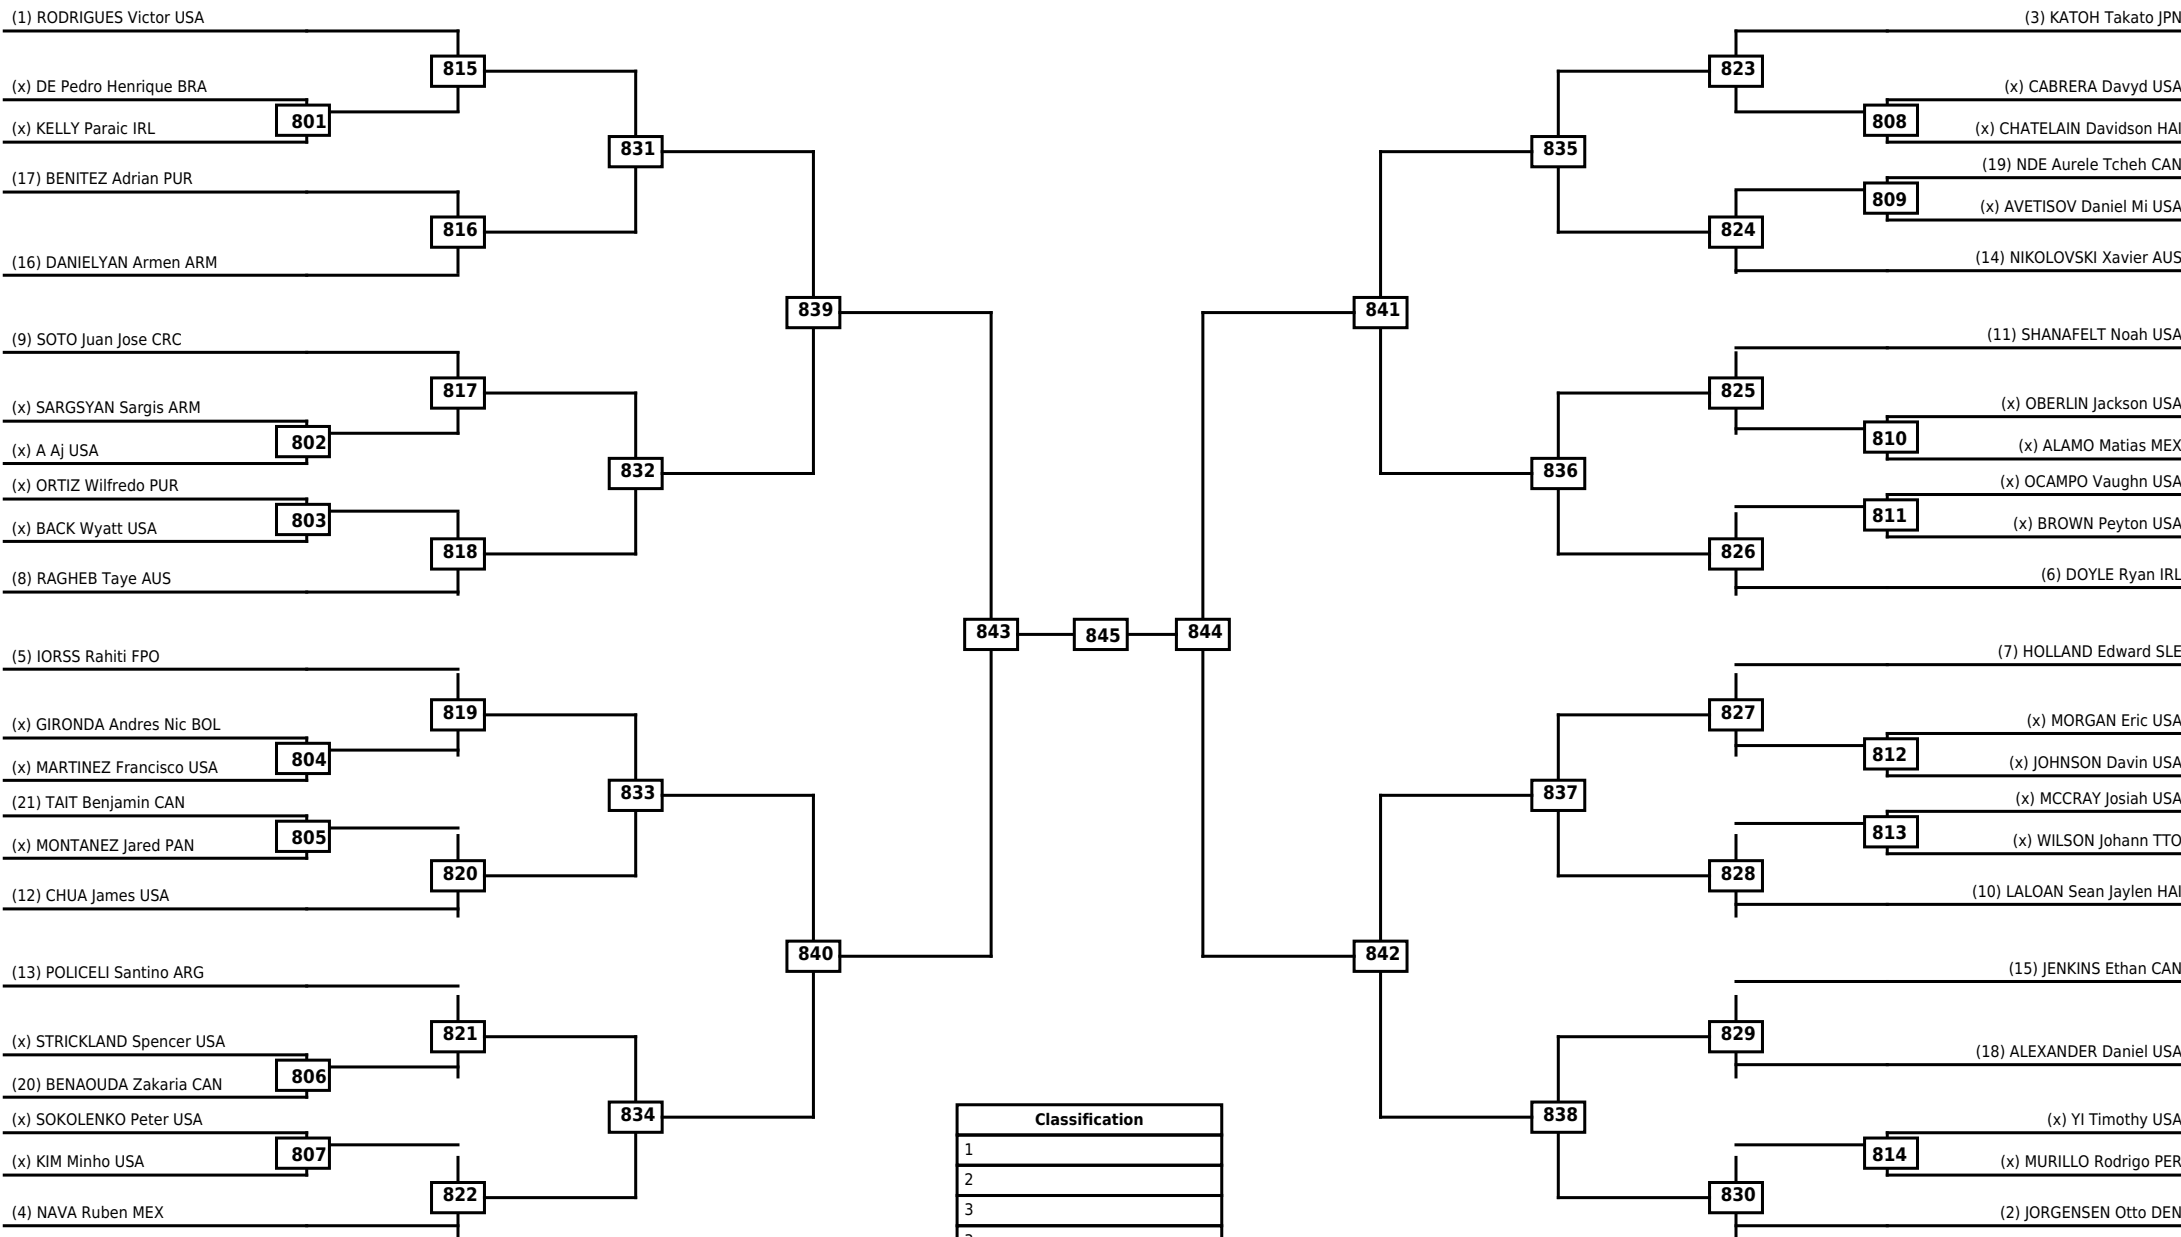 (1) RODRIGUES Victor USA
815
(x) DE Pedro Henrique BRA
801
(x) KELLY Paraic IRL
831
(17) BENITEZ Adrian PUR
816
(16) DANIELYAN Armen ARM
839
(9) SOTO Juan Jose CRC
817
(x) SARGSYAN Sargis ARM
802
(x) A Aj USA
832
(x) ORTIZ Wilfredo PUR
803
(x) BACK Wyatt USA
818
(8) RAGHEB Taye AUS
843
(5) IORSS Rahiti FPO
819
(x) GIRONDA Andres Nic BOL
804
(x) MARTINEZ Francisco USA
833
(21) TAIT Benjamin CAN
805
(x) MONTANEZ Jared PAN
820
(12) CHUA James USA
840
(13) POLICELI Santino ARG
821
(x) STRICKLAND Spencer USA
806
(20) BENAOUDA Zakaria CAN
834
(x) SOKOLENKO Peter USA
807
(x) KIM Minho USA
822
(4) NAVA Ruben MEX
845
(3) KATOH Takato JPN
823
(x) CABRERA Davyd USA
808
(x) CHATELAIN Davidson HAI
835
(19) NDE Aurele Tcheh CAN
809
(x) AVETISOV Daniel Mi USA
824
(14) NIKOLOVSKI Xavier AUS
841
(11) SHANAFELT Noah USA
825
(x) OBERLIN Jackson USA
810
(x) ALAMO Matias MEX
836
(x) OCAMPO Vaughn USA
811
(x) BROWN Peyton USA
826
(6) DOYLE Ryan IRL
844
(7) HOLLAND Edward SLE
827
(x) MORGAN Eric USA
812
(x) JOHNSON Davin USA
837
(x) MCCRAY Josiah USA
813
(x) WILSON Johann TTO
828
(10) LALOAN Sean Jaylen HAI
842
(15) JENKINS Ethan CAN
829
(18) ALEXANDER Daniel USA
838
(x) YI Timothy USA
814
(x) MURILLO Rodrigo PER
830
(2) JORGENSEN Otto DEN
Classification
1
2
3